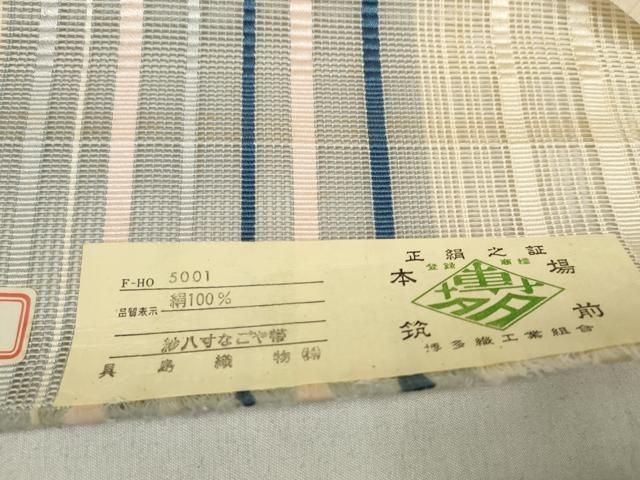 F-HO 5001
品質表示 絹100%
紗八寸なごや帯
具島織物㈱
正絹之証
登録 商標
本場
博多
筑前
博多織工業組合